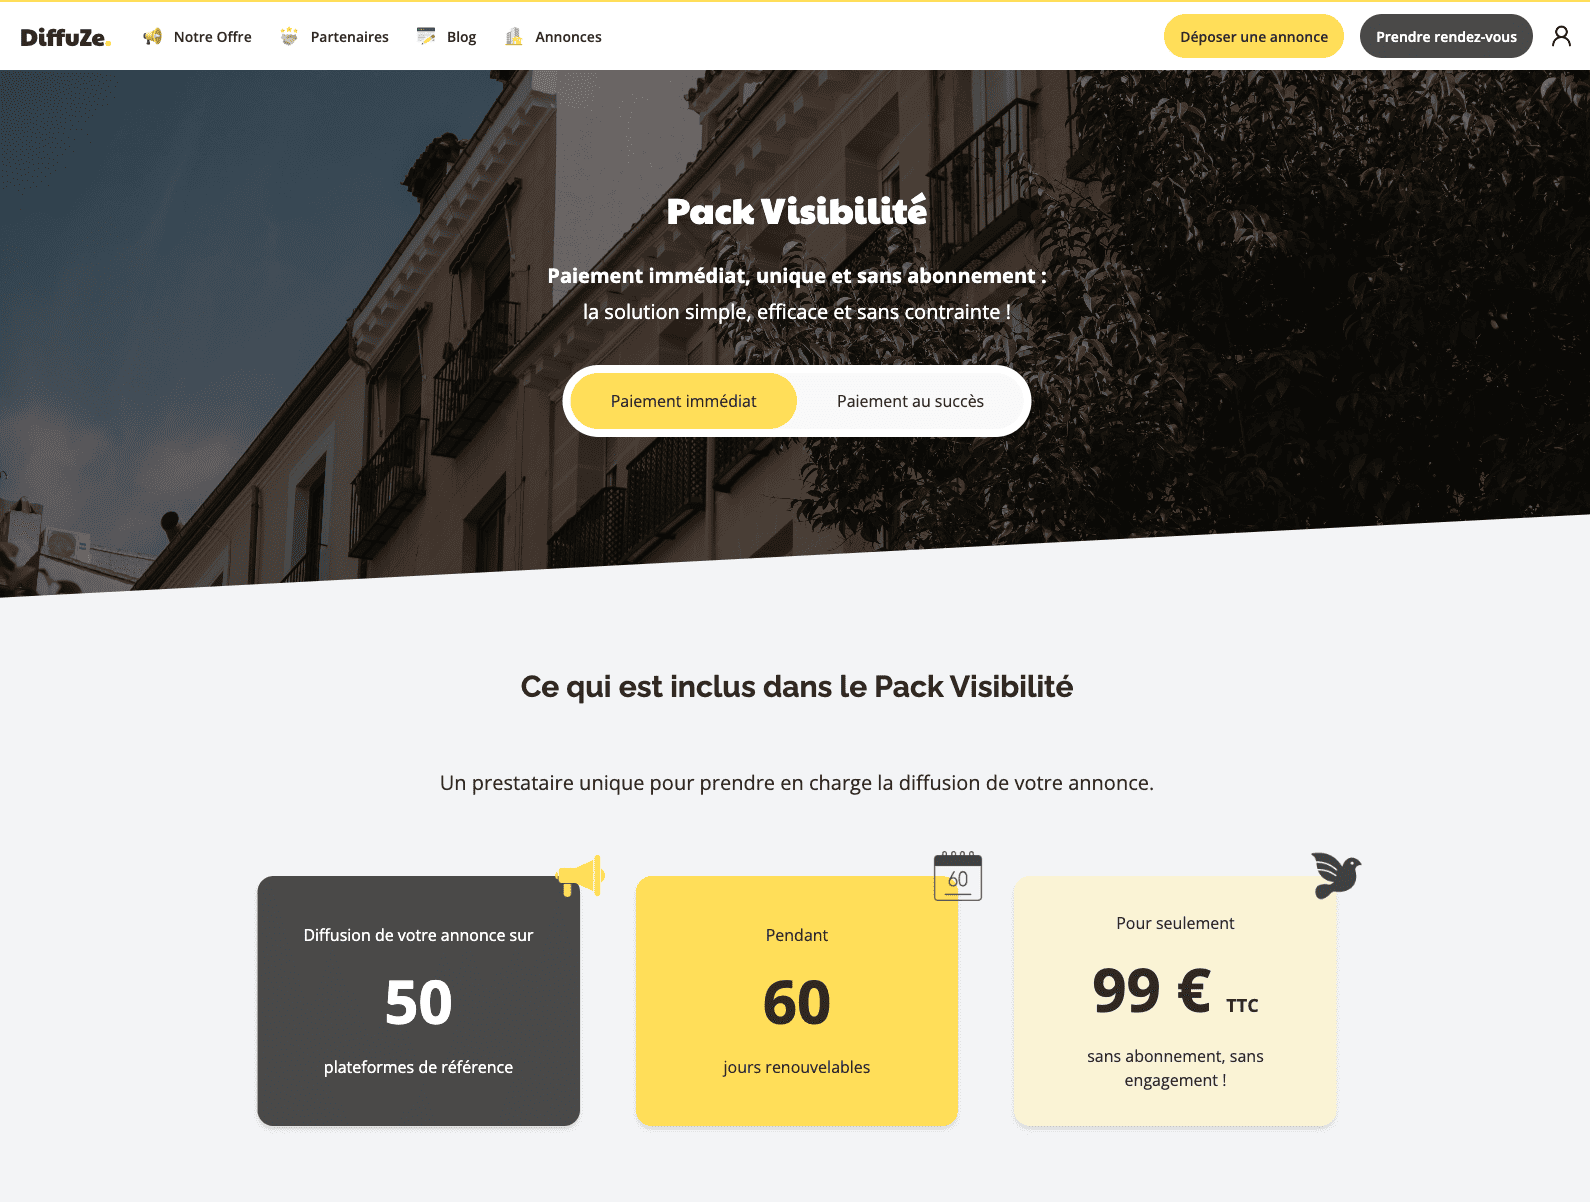 DiffuZe.
Notre Offre
Partenaires
Blog
Annonces
Déposer une annonce
Prendre rendez-vous
Pack Visibilité
Paiement immédiat, unique et sans abonnement :
la solution simple, efficace et sans contrainte !
Paiement immédiat
Paiement au succès
Ce qui est inclus dans le Pack Visibilité
Un prestataire unique pour prendre en charge la diffusion de votre annonce.
Diffusion de votre annonce sur
50
plateformes de référence
60
Pendant
60
jours renouvelables
Pour seulement
99 € TTC
sans abonnement, sans
engagement !